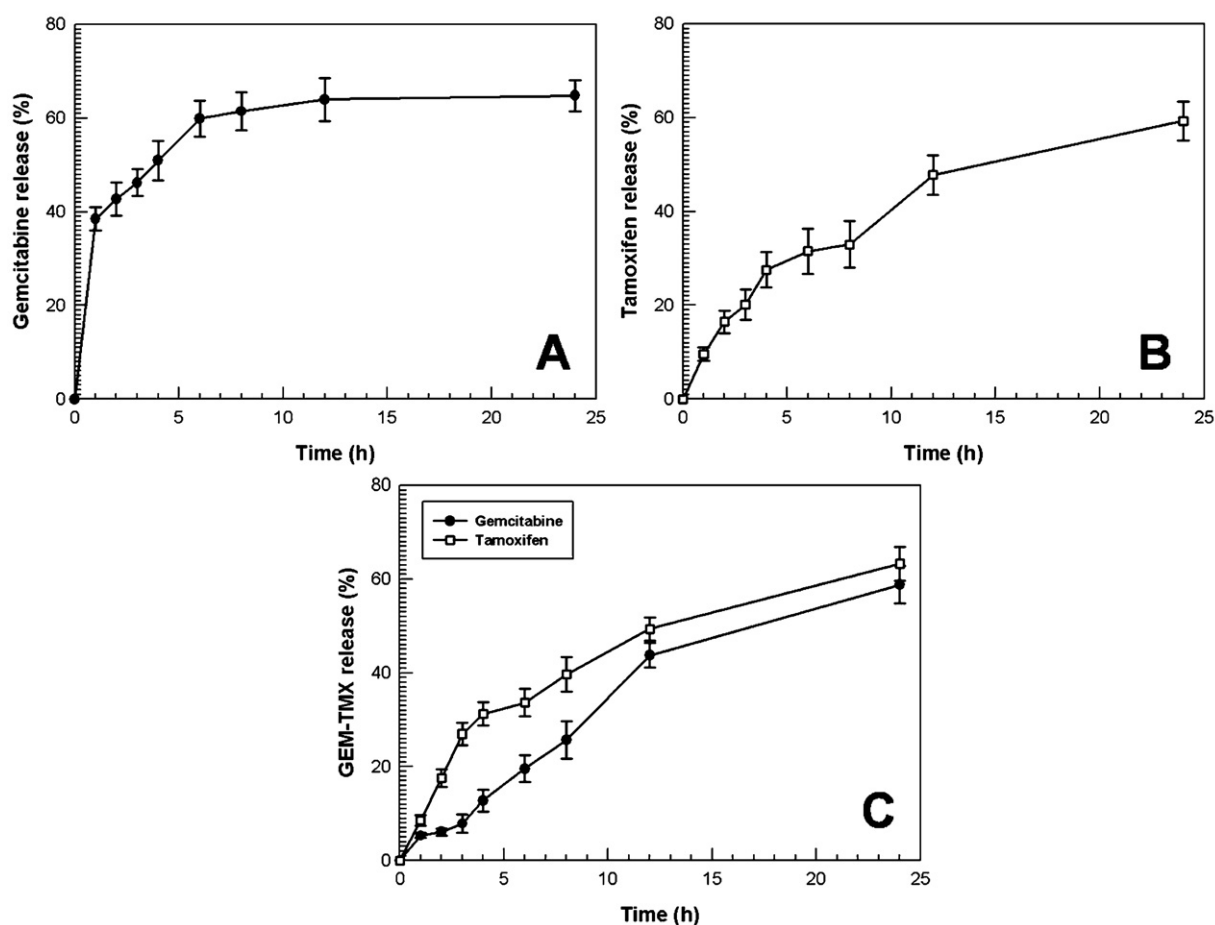 80
60
40
20
0
Gemcitabine release (%)
0 5 10 15 20 25
Time (h)
A
80
60
40
20
0
Tamoxifen release (%)
0 5 10 15 20 25
Time (h)
B
80
60
40
20
0
GEM-TMX release (%)
Gemcitabine
Tamoxifen
0 5 10 15 20 25
Time (h)
C